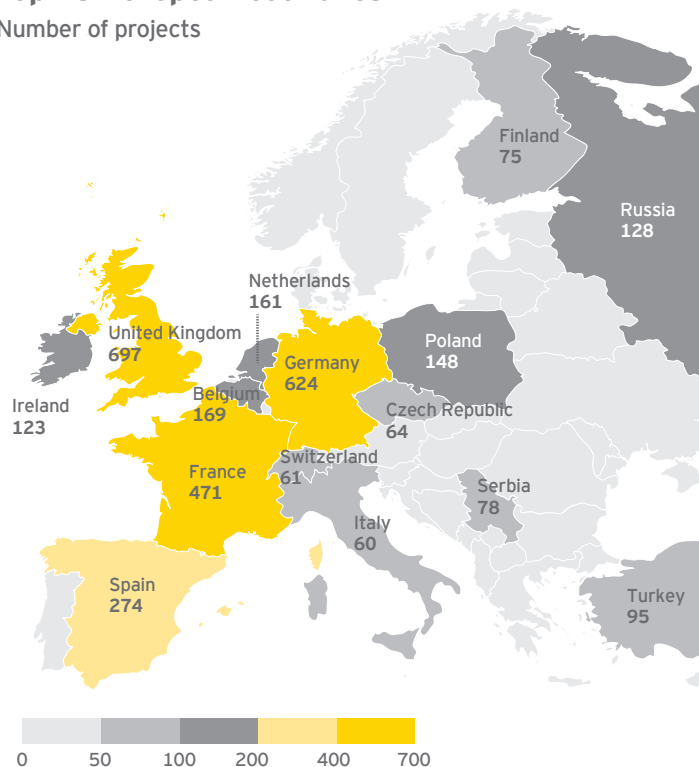 Number of projects
Finland
75
Russia
128
Netherlands
161
United Kingdom
697
Poland
148
Germany
624
Belgium
169
Ireland
123
Czech Republic
64
Switzerland
61
France
471
Serbia
78
Italy
60
Spain
274
Turkey
95
0 50 100 200 400 700